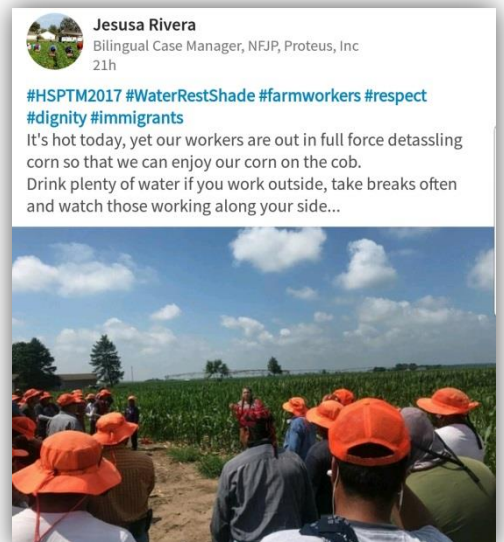 Jesusa Rivera
Bilingual Case Manager, NFJP, Proteus, Inc
21h
#HSPTM2017 #WaterRestShade #farmworkers #respect
#dignity #immigrants
It's hot today, yet our workers are out in full force detassling
corn so that we can enjoy our corn on the cob.
Drink plenty of water if you work outside, take breaks often
and watch those working along your side...